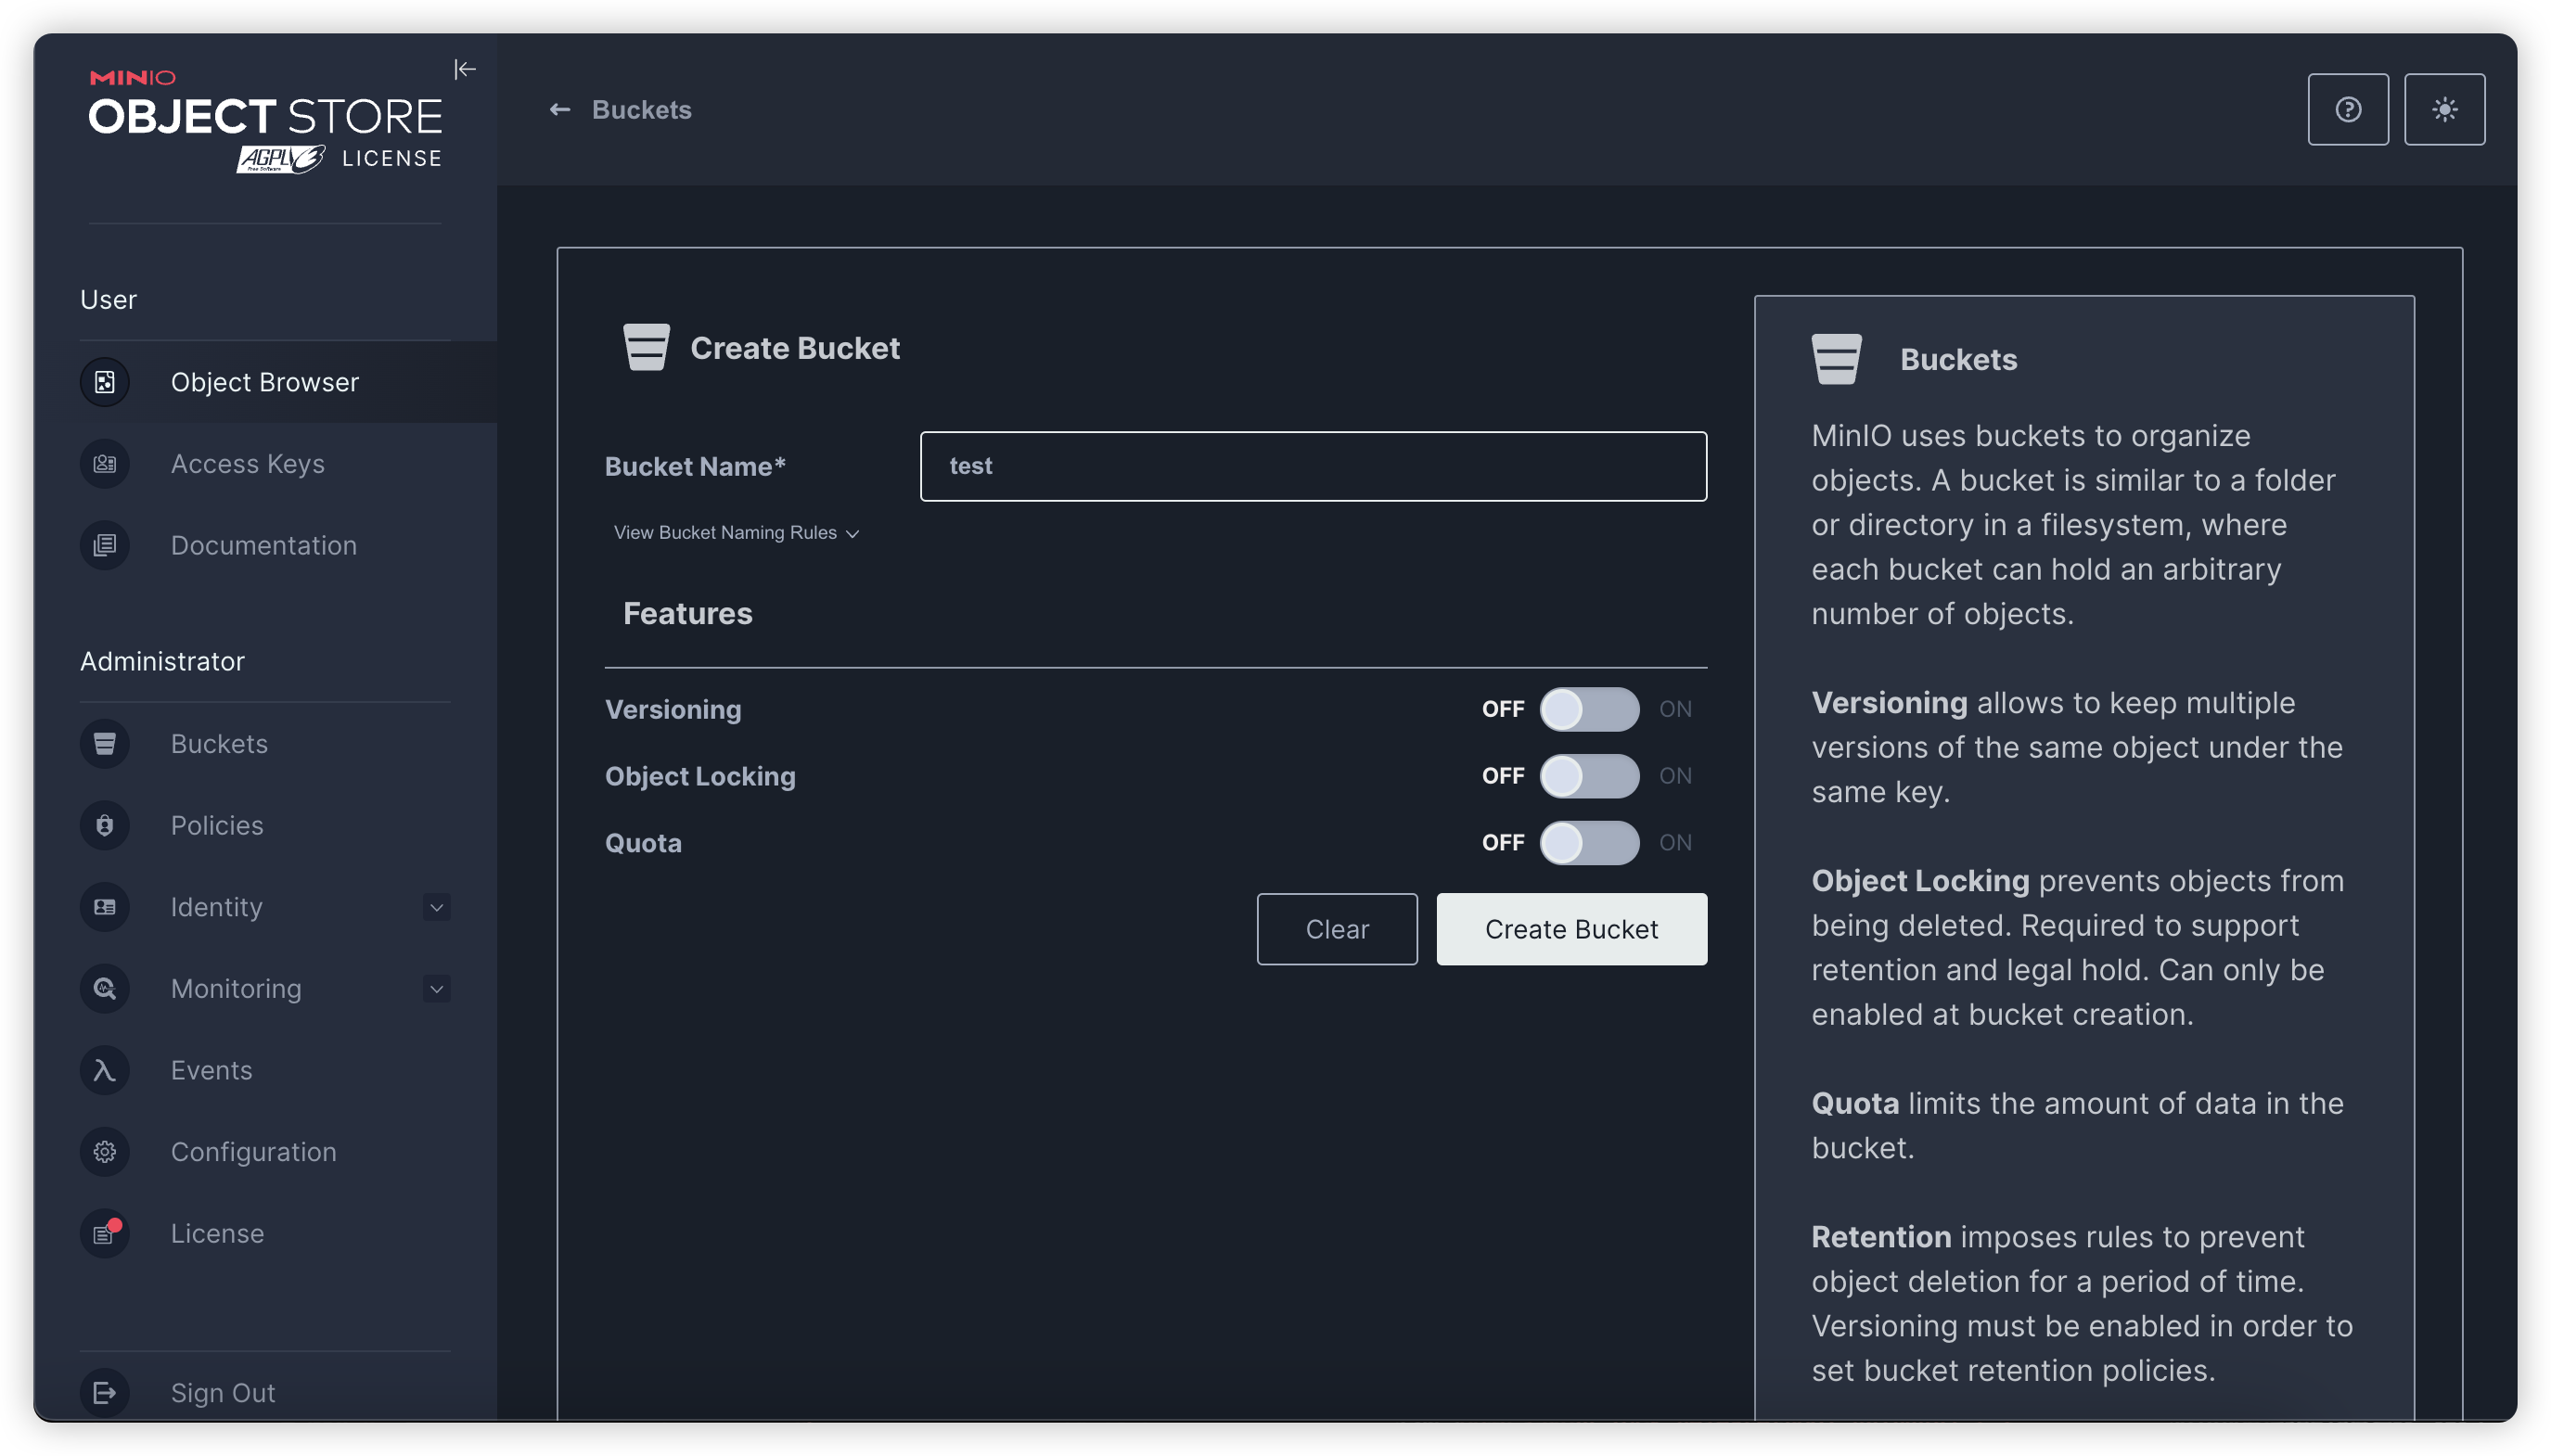 MINIO
OBJECT STORE
AGPLv3 LICENSE
Free Software
User
Object Browser
Access Keys
Documentation
Administrator
Buckets
Policies
Identity
Monitoring
Events
Configuration
License
Sign Out
Buckets
Create Bucket
Bucket Name*
test
View Bucket Naming Rules
Features
Versioning
OFF ON
Object Locking
OFF ON
Quota
OFF ON
Clear
Create Bucket
Buckets
MinIO uses buckets to organize
objects. A bucket is similar to a folder
or directory in a filesystem, where
each bucket can hold an arbitrary
number of objects.
Versioning allows to keep multiple
versions of the same object under the
same key.
Object Locking prevents objects from
being deleted. Required to support
retention and legal hold. Can only be
enabled at bucket creation.
Quota limits the amount of data in the
bucket.
Retention imposes rules to prevent
object deletion for a period of time.
Versioning must be enabled in order to
set bucket retention policies.